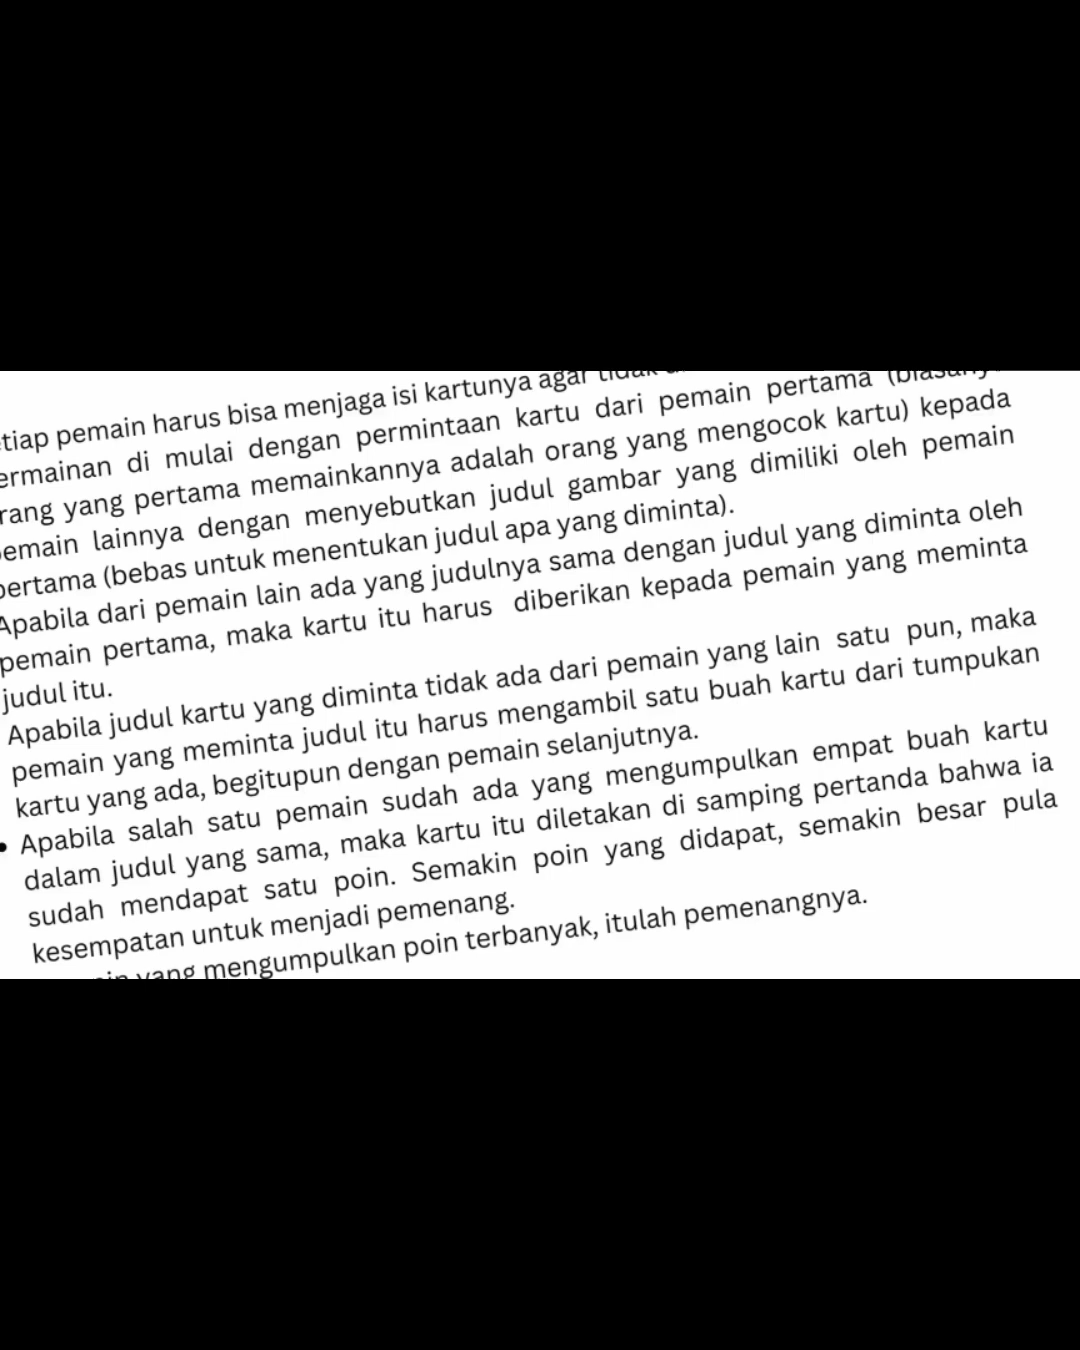 tiap pemain harus bisa menjaga isi kartunya agar tidak
ermainan di mulai dengan permintaan kartu dari pemain pertama (biasany
rang yang pertama memainkannya adalah orang yang mengocok kartu) kepada
emain lainnya dengan menyebutkan judul gambar yang dimiliki oleh pemain
pertama (bebas untuk menentukan judul apa yang diminta).
Apabila dari pemain lain ada yang judulnya sama dengan judul yang diminta oleh
pemain pertama, maka kartu itu harus diberikan kepada pemain yang meminta
judul itu.
Apabila judul kartu yang diminta tidak ada dari pemain yang lain satu pun, maka
pemain yang meminta judul itu harus mengambil satu buah kartu dari tumpukan
kartu yang ada, begitupun dengan pemain selanjutnya.
• Apabila salah satu pemain sudah ada yang mengumpulkan empat buah kartu
dalam judul yang sama, maka kartu itu diletakan di samping pertanda bahwa ia
sudah mendapat satu poin. Semakin poin yang didapat, semakin besar pula
kesempatan untuk menjadi pemenang.
in yang mengumpulkan poin terbanyak, itulah pemenangnya.